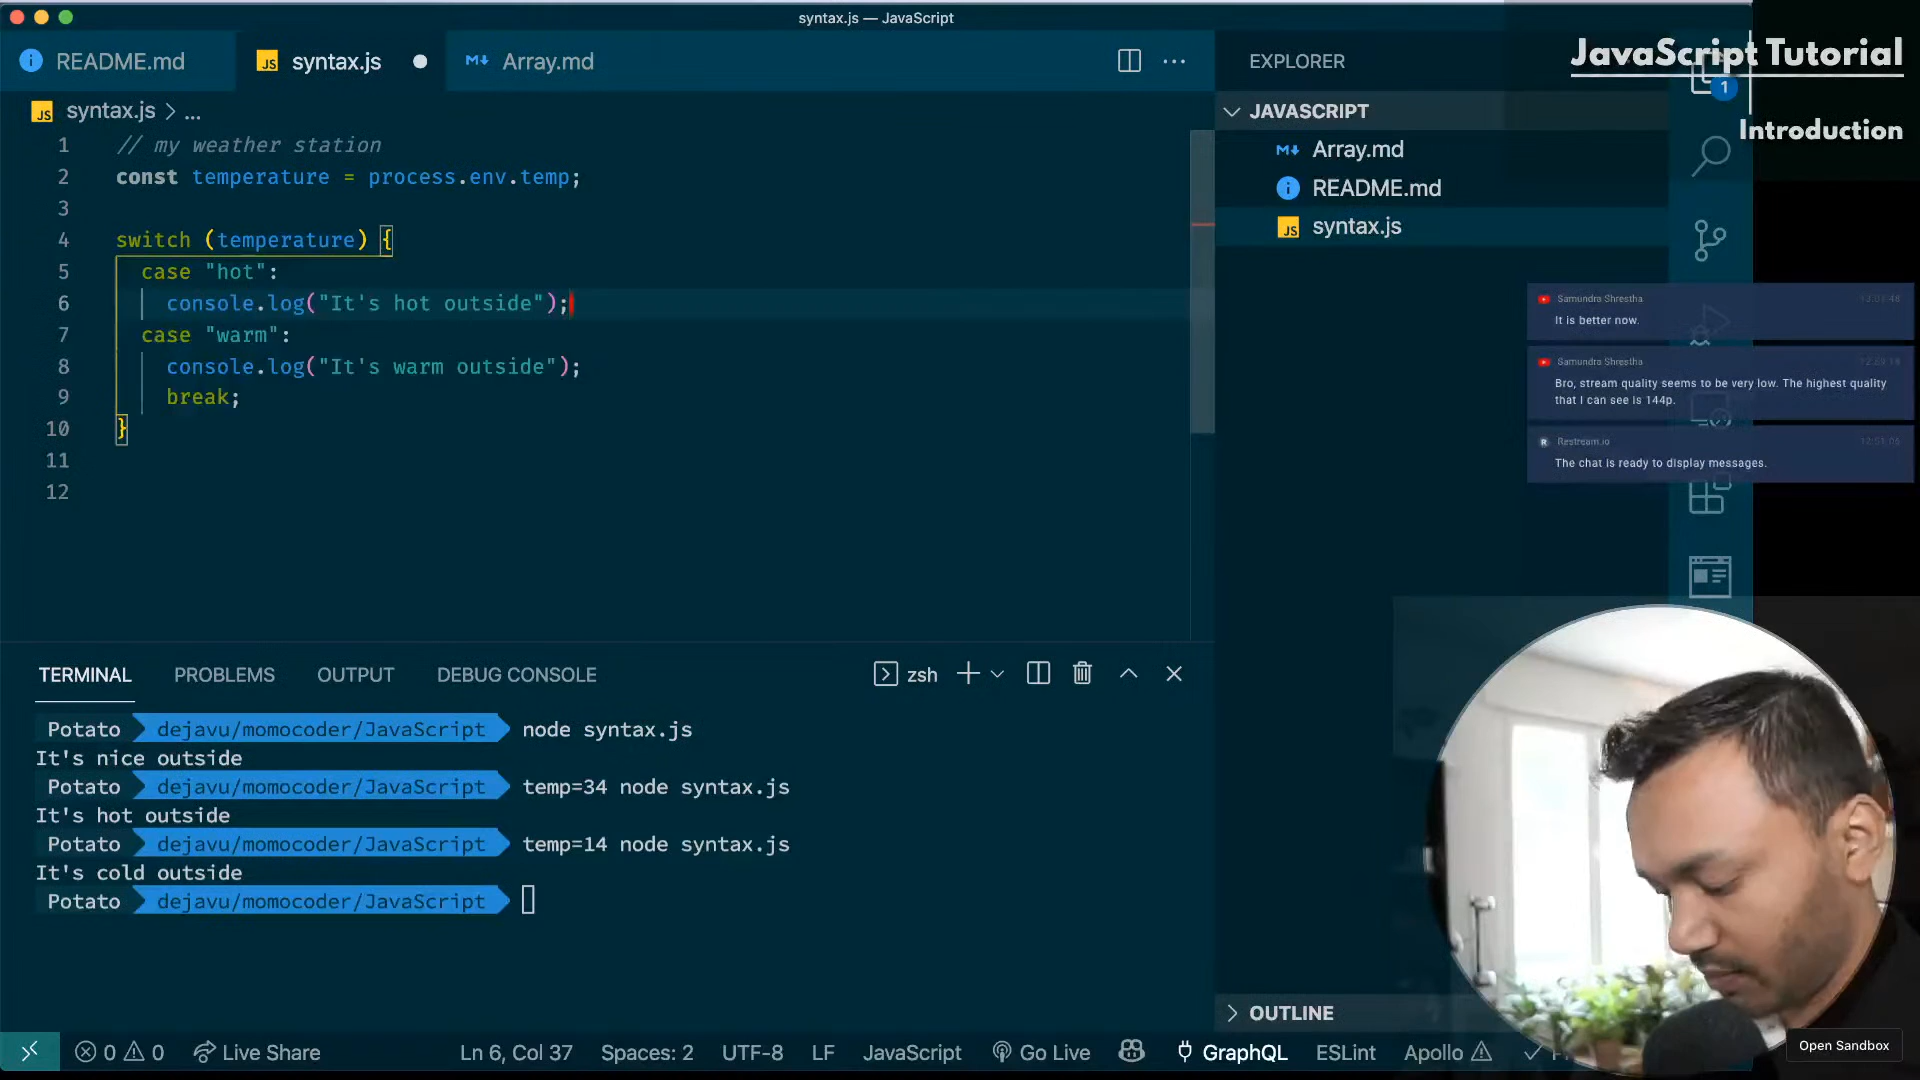 syntax.js — JavaScript
README.md
syntax.js
Array.md
EXPLORER
JavaScript Tutorial
Introduction
syntax.js > ...
JAVASCRIPT
Array.md
README.md
syntax.js
1
1 // my weather station
2 const temperature = process.env.temp;
3
4 switch (temperature) {
5 case "hot":
6 console.log("It's hot outside");
7 case "warm":
8 console.log("It's warm outside");
9 break;
10 }
11
12
Samundra Shrestha
It is better now.
Samundra Shrestha
Bro, stream quality seems to be very low. The highest quality
that I can see is 144p.
Restream.io
The chat is ready to display messages.
TERMINAL
PROBLEMS
OUTPUT
DEBUG CONSOLE
zsh
Potato dejavu/momocoder/JavaScript node syntax.js
It's nice outside
Potato dejavu/momocoder/JavaScript temp=34 node syntax.js
It's hot outside
Potato dejavu/momocoder/JavaScript temp=14 node syntax.js
It's cold outside
Potato dejavu/momocoder/JavaScript
OUTLINE
0 0 Live Share Ln 6, Col 37 Spaces: 2 UTF-8 LF JavaScript Go Live GraphQL ESLint Apollo
Open Sandbox